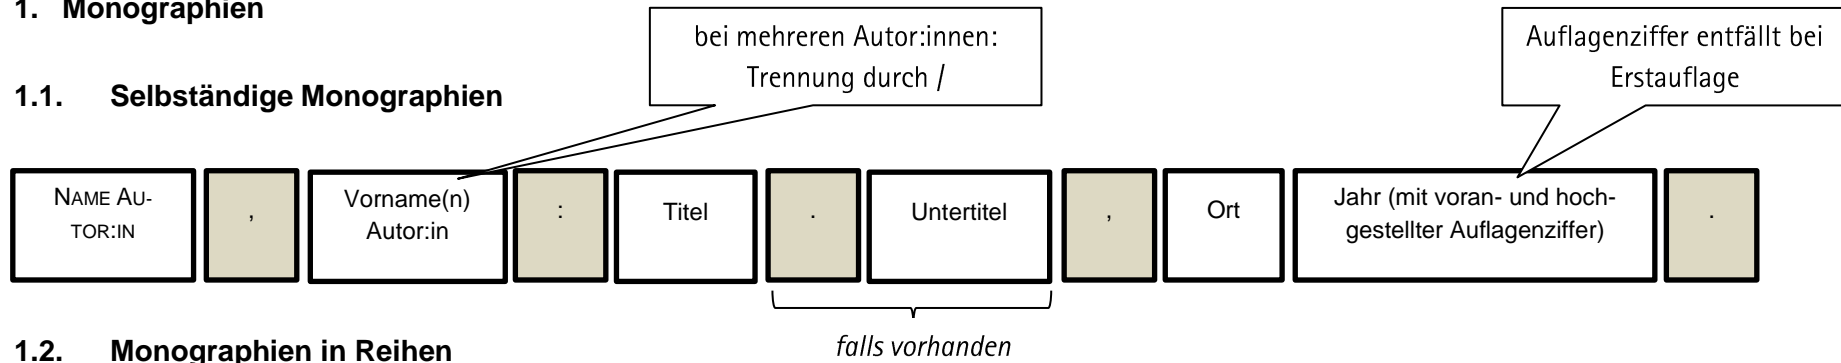 1. Monographien
bei mehreren Autor:innen:
Trennung durch /
Auflagenziffer entfällt bei
Erstauflage
1.1. Selbständige Monographien
NAME AU-
TOR:IN
,
Vorname(n)
Autor:in
:
Titel
.
Untertitel
,
Ort
Jahr (mit voran- und hoch-
gestellter Auflagenziffer)
.
falls vorhanden
1.2. Monographien in Reihen